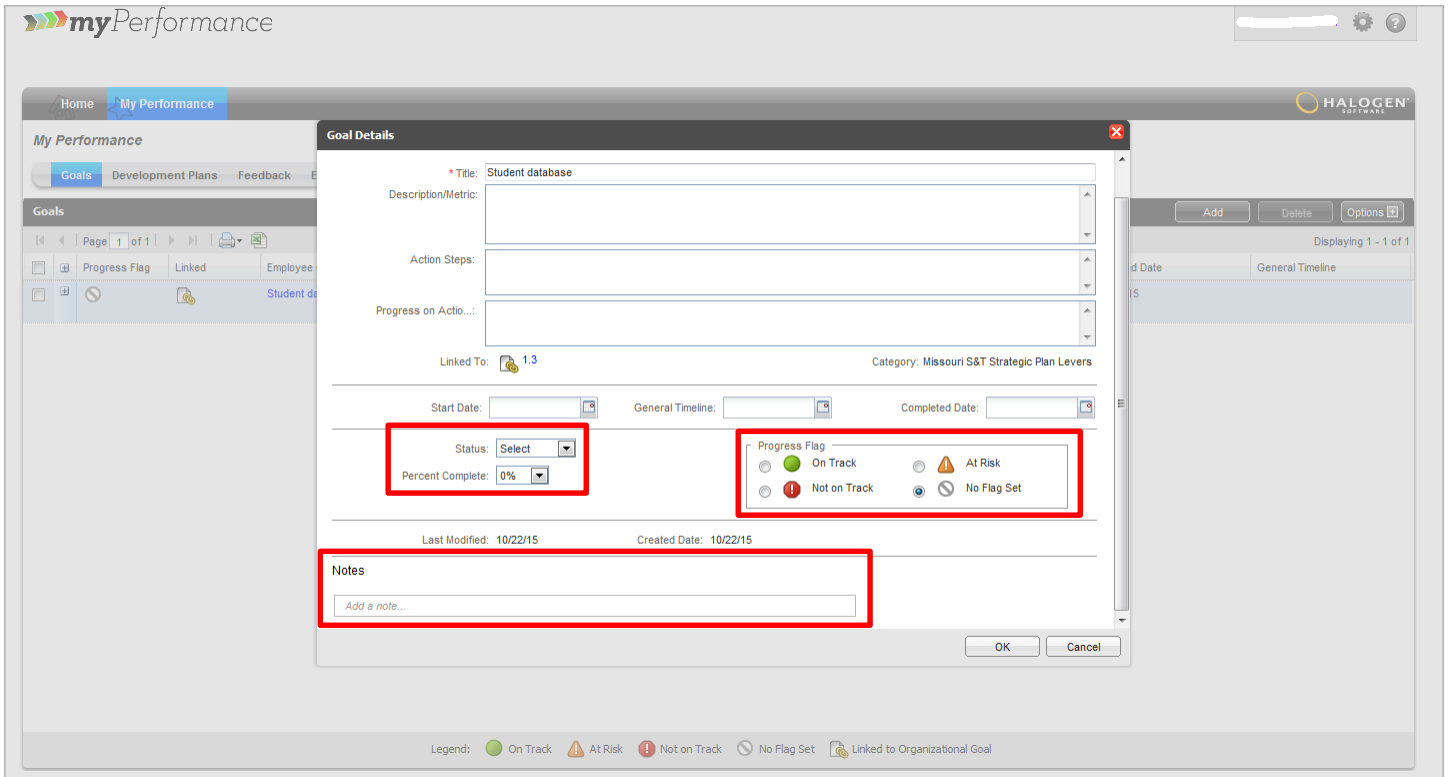 myPerformance
Home My Performance
HALOGEN
SOFTWARE
My Performance
Goals Development Plans Feedback E
Goals
Add Delete Options
Page 1 of 1
Displaying 1 - 1 of 1
Progress Flag Linked Employee
d Date General Timeline
Student da
15
Goal Details
* Title: Student database
Description/Metric:
Action Steps:
Progress on Actio...:
Linked To: 1.3 Category: Missouri S&T Strategic Plan Levers
Start Date: General Timeline: Completed Date:
Status: Select
Percent Complete: 0%
Progress Flag
On Track At Risk
Not on Track No Flag Set
Last Modified: 10/22/15 Created Date: 10/22/15
Notes
Add a note...
OK Cancel
Legend: On Track At Risk Not on Track No Flag Set Linked to Organizational Goal